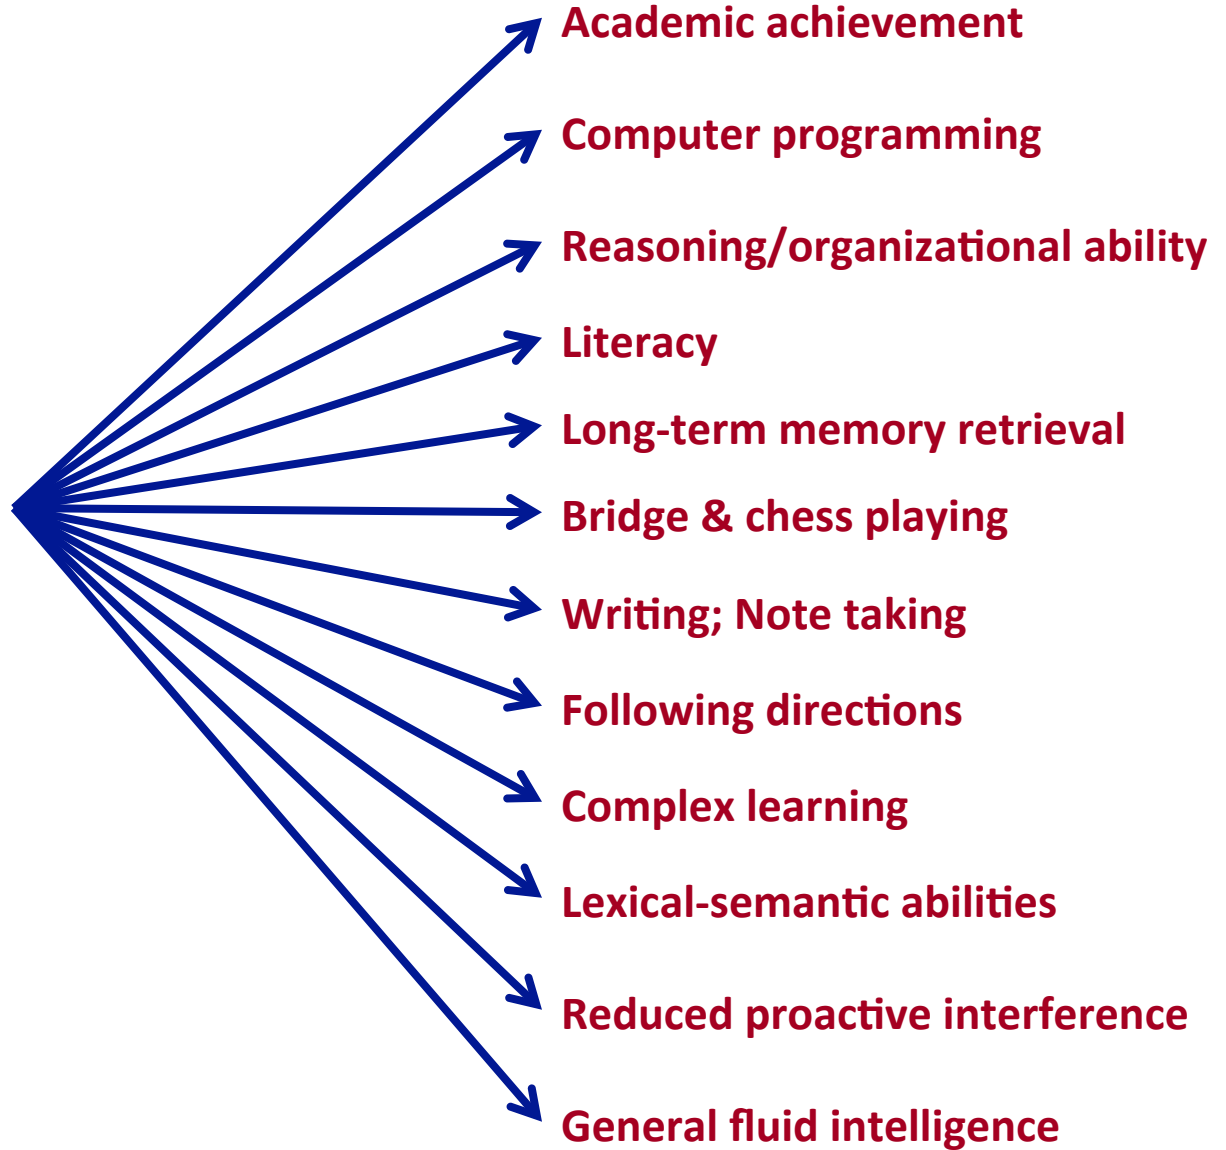 Academic achievement
Computer programming
Reasoning/organizational ability
Literacy
Long-term memory retrieval
Bridge & chess playing
Writing; Note taking
Following directions
Complex learning
Lexical-semantic abilities
Reduced proactive interference
General fluid intelligence